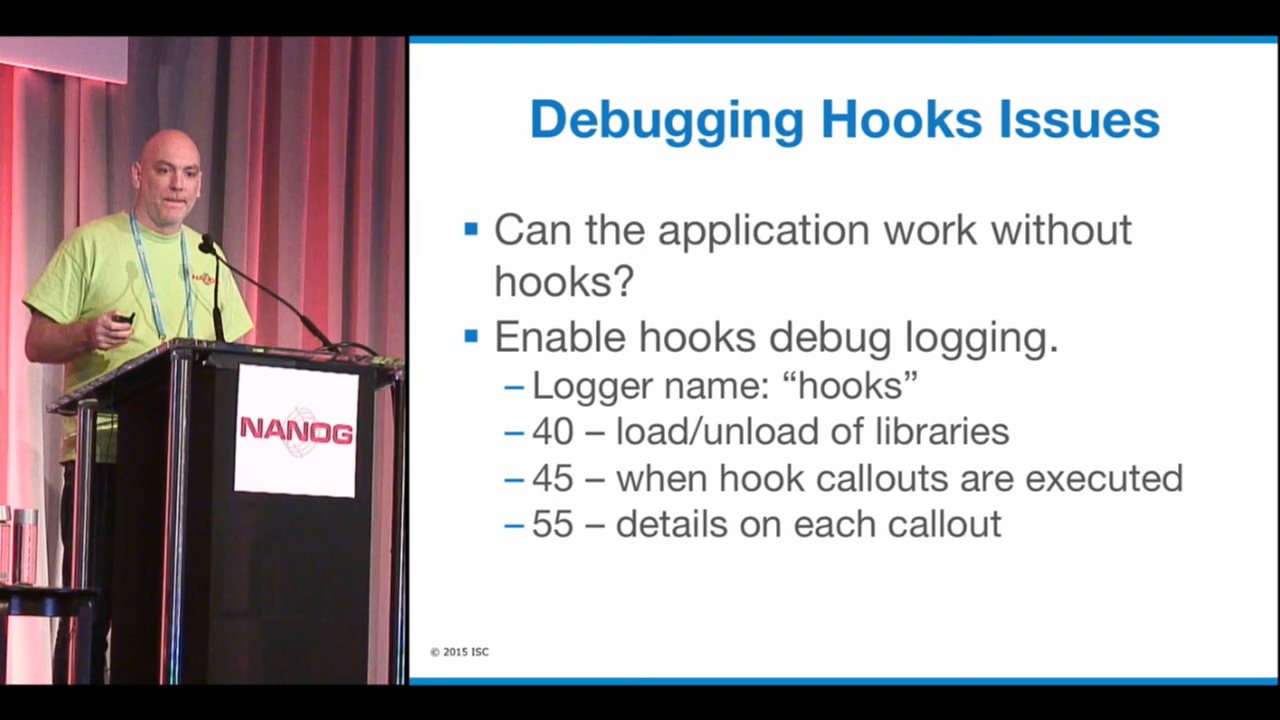 Debugging Hooks Issues
▪ Can the application work without
hooks?
▪ Enable hooks debug logging.
– Logger name: “hooks”
– 40 – load/unload of libraries
– 45 – when hook callouts are executed
– 55 – details on each callout
© 2015 ISC
NANOG
NANOG